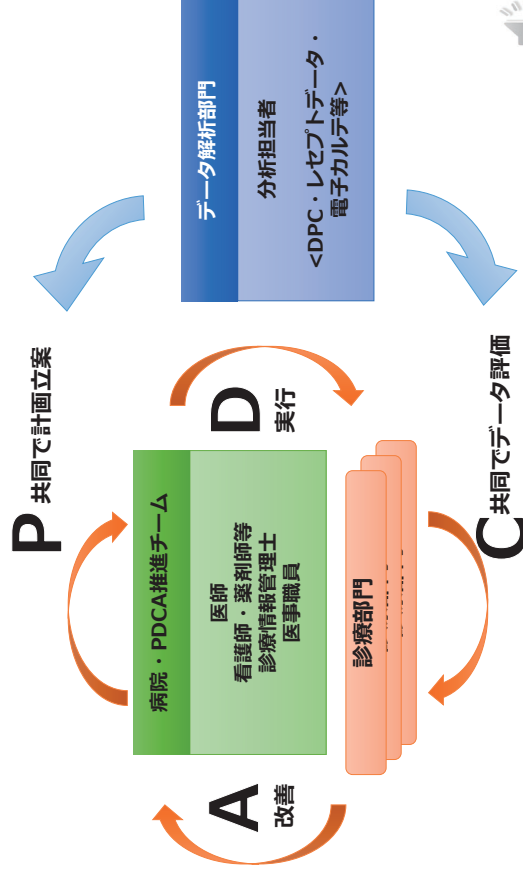 P 共同で計画立案
病院・PDCA推進チーム
医師
看護師・薬剤師等
診療情報管理士
医事職員
A
改善
D
実行
診療部門
C 共同でデータ評価
データ解析部門
分析担当者
<DPC・レセプトデータ・
電子カルテ等>